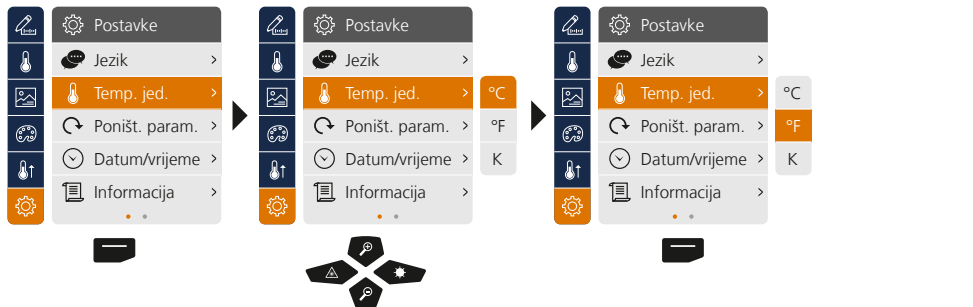 Postavke
Jezik
Temp. jed.
Poništ. param.
Datum/vrijeme
Informacija
Postavke
Jezik
Temp. jed.
Poništ. param.
Datum/vrijeme
Informacija
°C
°F
K
Postavke
Jezik
Temp. jed.
Poništ. param.
Datum/vrijeme
Informacija
°C
°F
K